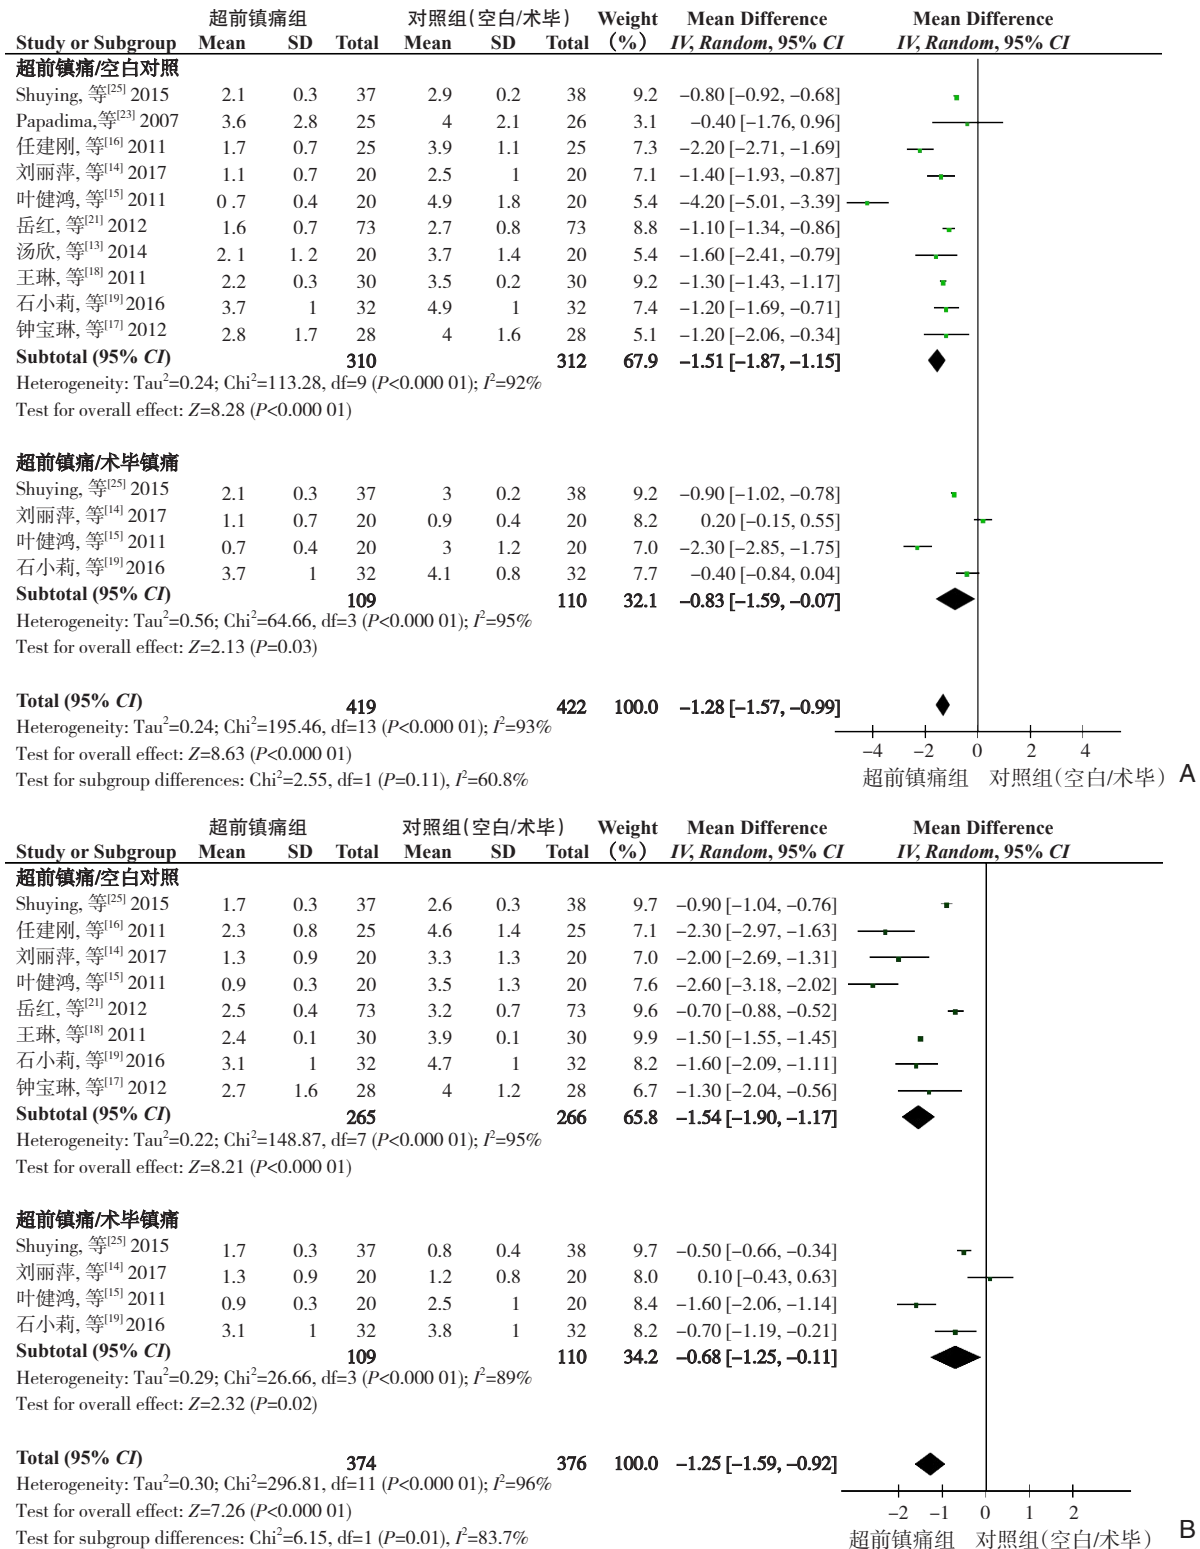 超前镇痛组 对照组(空白/术毕) Weight Mean Difference Mean Difference
Study or Subgroup Mean SD Total Mean SD Total (%) IV, Random, 95% CI IV, Random, 95% CI
超前镇痛/空白对照
Shuying, 等[25] 2015 2.1 0.3 37 2.9 0.2 38 9.2 −0.80 [−0.92, −0.68]
Papadima,等[23] 2007 3.6 2.8 25 4 2.1 26 3.1 −0.40 [−1.76, 0.96]
任建刚, 等[16] 2011 1.7 0.7 25 3.9 1.1 25 7.3 −2.20 [−2.71, −1.69]
刘丽萍, 等[14] 2017 1.1 0.7 20 2.5 1 20 7.1 −1.40 [−1.93, −0.87]
叶健鸿, 等[15] 2011 0.7 0.4 20 4.9 1.8 20 5.4 −4.20 [−5.01, −3.39]
岳红, 等[21] 2012 1.6 0.7 73 2.7 0.8 73 8.8 −1.10 [−1.34, −0.86]
汤欣, 等[13] 2014 2.1 1.2 20 3.7 1.4 20 5.4 −1.60 [−2.41, −0.79]
王琳, 等[18] 2011 2.2 0.3 30 3.5 0.2 30 9.2 −1.30 [−1.43, −1.17]
石小莉, 等[19] 2016 3.7 1 32 4.9 1 32 7.4 −1.20 [−1.69, −0.71]
钟宝琳, 等[17] 2012 2.8 1.7 28 4 1.6 28 5.1 −1.20 [−2.06, −0.34]
Subtotal (95% CI) 310 312 67.9 −1.51 [−1.87, −1.15]
Heterogeneity: Tau²=0.24; Chi²=113.28, df=9 (P<0.000 01); I²=92%
Test for overall effect: Z=8.28 (P<0.000 01)
超前镇痛/术毕镇痛
Shuying, 等[25] 2015 2.1 0.3 37 3 0.2 38 9.2 −0.90 [−1.02, −0.78]
刘丽萍, 等[14] 2017 1.1 0.7 20 0.9 0.4 20 8.2 0.20 [−0.15, 0.55]
叶健鸿, 等[15] 2011 0.7 0.4 20 3 1.2 20 7.0 −2.30 [−2.85, −1.75]
石小莉, 等[19] 2016 3.7 1 32 4.1 0.8 32 7.7 −0.40 [−0.84, 0.04]
Subtotal (95% CI) 109 110 32.1 −0.83 [−1.59, −0.07]
Heterogeneity: Tau²=0.56; Chi²=64.66, df=3 (P<0.000 01); I²=95%
Test for overall effect: Z=2.13 (P=0.03)
Total (95% CI) 419 422 100.0 −1.28 [−1.57, −0.99]
Heterogeneity: Tau²=0.24; Chi²=195.46, df=13 (P<0.000 01); I²=93%
Test for overall effect: Z=8.63 (P<0.000 01)
Test for subgroup differences: Chi²=2.55, df=1 (P=0.11), I²=60.8%
−4 −2 0 2 4
超前镇痛组 对照组(空白/术毕) A
超前镇痛组 对照组(空白/术毕) Weight Mean Difference Mean Difference
Study or Subgroup Mean SD Total Mean SD Total (%) IV, Random, 95% CI IV, Random, 95% CI
超前镇痛/空白对照
Shuying, 等[25] 2015 1.7 0.3 37 2.6 0.3 38 9.7 −0.90 [−1.04, −0.76]
任建刚, 等[16] 2011 2.3 0.8 25 4.6 1.4 25 7.1 −2.30 [−2.97, −1.63]
刘丽萍, 等[14] 2017 1.3 0.9 20 3.3 1.3 20 7.0 −2.00 [−2.69, −1.31]
叶健鸿, 等[15] 2011 0.9 0.3 20 3.5 1.3 20 7.6 −2.60 [−3.18, −2.02]
岳红, 等[21] 2012 2.5 0.4 73 3.2 0.7 73 9.6 −0.70 [−0.88, −0.52]
王琳, 等[18] 2011 2.4 0.1 30 3.9 0.1 30 9.9 −1.50 [−1.55, −1.45]
石小莉, 等[19] 2016 3.1 1 32 4.7 1 32 8.2 −1.60 [−2.09, −1.11]
钟宝琳, 等[17] 2012 2.7 1.6 28 4 1.2 28 6.7 −1.30 [−2.04, −0.56]
Subtotal (95% CI) 265 266 65.8 −1.54 [−1.90, −1.17]
Heterogeneity: Tau²=0.22; Chi²=148.87, df=7 (P<0.000 01); I²=95%
Test for overall effect: Z=8.21 (P<0.000 01)
超前镇痛/术毕镇痛
Shuying, 等[25] 2015 1.7 0.3 37 0.8 0.4 38 9.7 −0.50 [−0.66, −0.34]
刘丽萍, 等[14] 2017 1.3 0.9 20 1.2 0.8 20 8.0 0.10 [−0.43, 0.63]
叶健鸿, 等[15] 2011 0.9 0.3 20 2.5 1 20 8.4 −1.60 [−2.06, −1.14]
石小莉, 等[19] 2016 3.1 1 32 3.8 1 32 8.2 −0.70 [−1.19, −0.21]
Subtotal (95% CI) 109 110 34.2 −0.68 [−1.25, −0.11]
Heterogeneity: Tau²=0.29; Chi²=26.66, df=3 (P<0.000 01); I²=89%
Test for overall effect: Z=2.32 (P=0.02)
Total (95% CI) 374 376 100.0 −1.25 [−1.59, −0.92]
Heterogeneity: Tau²=0.30; Chi²=296.81, df=11 (P<0.000 01); I²=96%
Test for overall effect: Z=7.26 (P<0.000 01)
Test for subgroup differences: Chi²=6.15, df=1 (P=0.01), I²=83.7%
−2 −1 0 1 2
超前镇痛组 对照组(空白/术毕) B